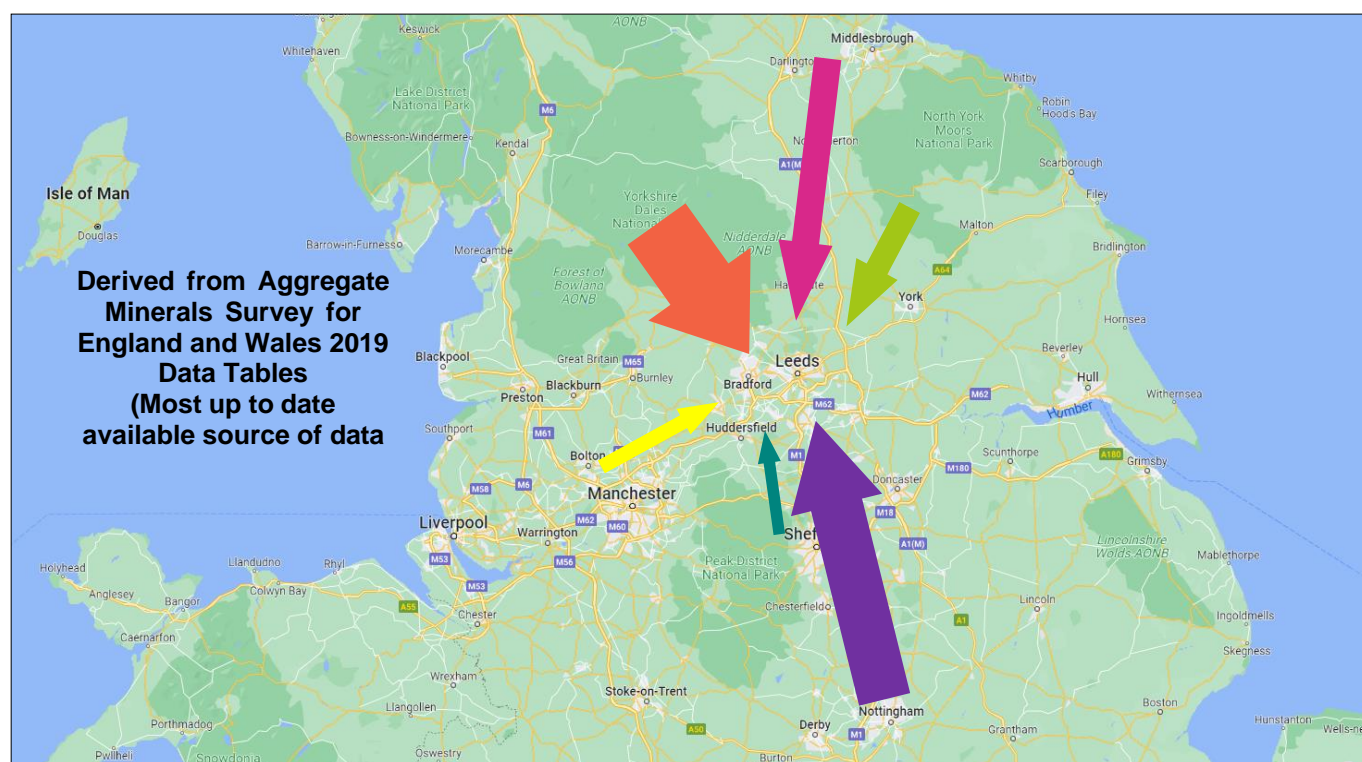 AONB
Keswick
Whitehaven
Lake District
National Park
Bowness-on-Windermere
Kendal
M6
Darlington
Middlesbrough
Whitby
Robin
Hood's Bay
North York
Moors
National Park
A1(M)
Scarborough
Filey
Isle of Man
Douglas
Yorkshire
Dales
Nidderdale
AONB
Malton
Barrow-in-Furness
Morecambe
Bridlington
A64
Forest of
Bowland
AONB
York
Hornsea
Derived from Aggregate
Minerals Survey for
England and Wales 2019
Data Tables
(Most up to date
available source of data
Blackpool
Great Britain
M65
Burnley
Leeds
Beverley
Preston
Blackburn
Bradford
M62
M62
Hull
Withernsea
Humber
Southport
M61
Huddersfield
Bolton
M1
M180
Scunthorpe
A180
Grimsby
M58
M6
Manchester
Doncaster
M18
Liverpool
M62
M60
Warrington
A1(M)
Lincolnshire
Wolds AONB
Mablethorpe
Holyhead
Llandudno
Rhyl
M53
M56
Peak District
National Park
Anglesey
Bangor
Colwyn Bay
A55
M53
Chester
Chesterfield
Lincoln
Ingoldmells
Caernarfon
A1
Skegness
Wrexham
Stoke-on-Trent
Llangollen
Nottingham
Boston
Porthmadog
A50
Derby
M1
Grantham
Hunstanton
Pwllheli
Snowdonia
Oswestry
Burton